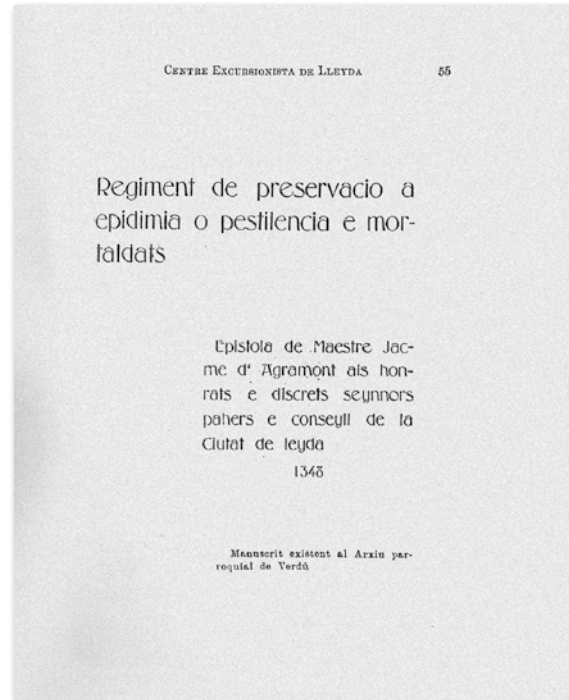 CENTRE EXCURSIONISTA DE LLEYDA 55
Regiment de preservacio a
epidimia o pestilencia e mor-
taldats
Epistola de Maestre Jac-
me d' Agramont als hon-
rats e discrets seynnors
pahers e conseyll de la
Ciutat de leyda
1348
Manuscrit existent al Arxiu par-
roquial de Verdú